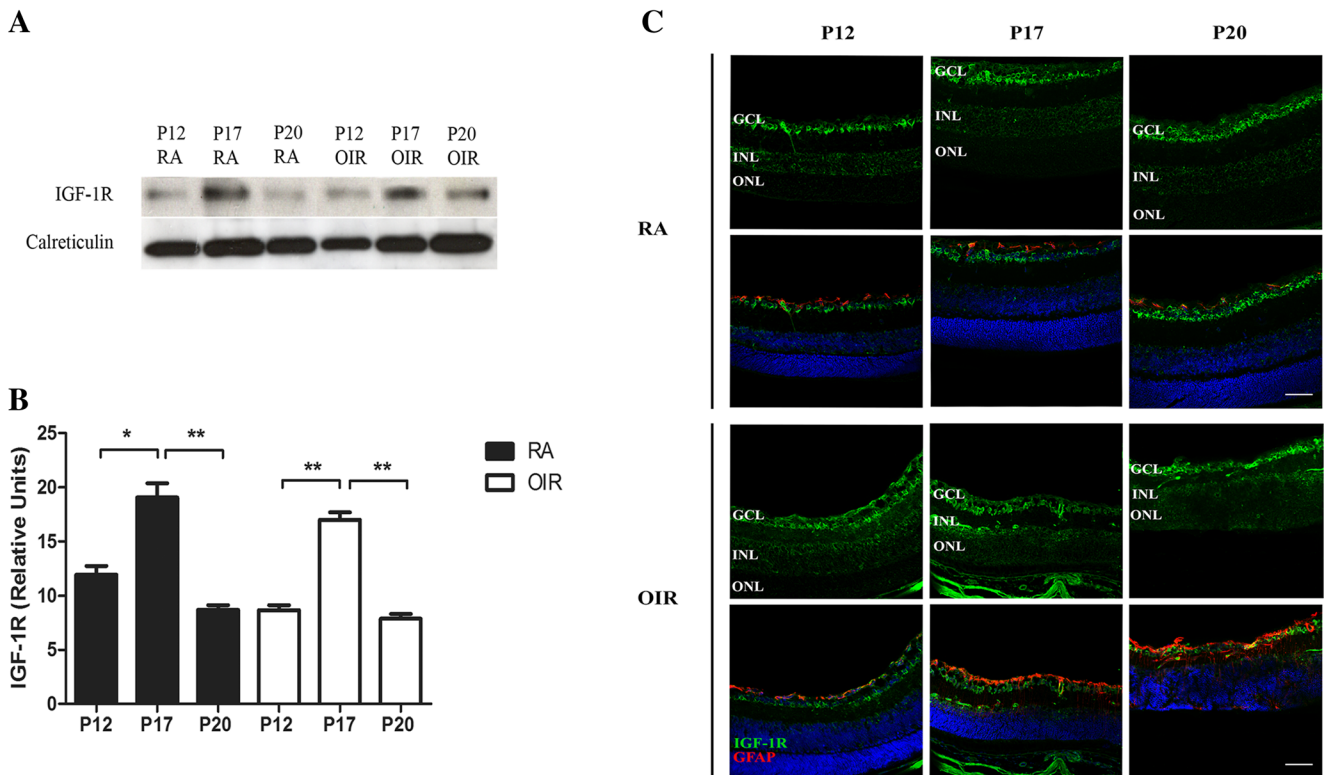 A
P12 P17 P20 P12 P17 P20
RA RA RA OIR OIR OIR
IGF-1R
Calreticulin
B
IGF-1R (Relative Units)
25
20
15
10
5
0
* ** ** **
RA
OIR
P12 P17 P20 P12 P17 P20
C
P12 P17 P20
RA
GCL
INL
ONL
GCL
INL
ONL
GCL
INL
ONL
OIR
GCL
INL
ONL
GCL
INL
ONL
GCL
INL
ONL
IGF-1R
GFAP